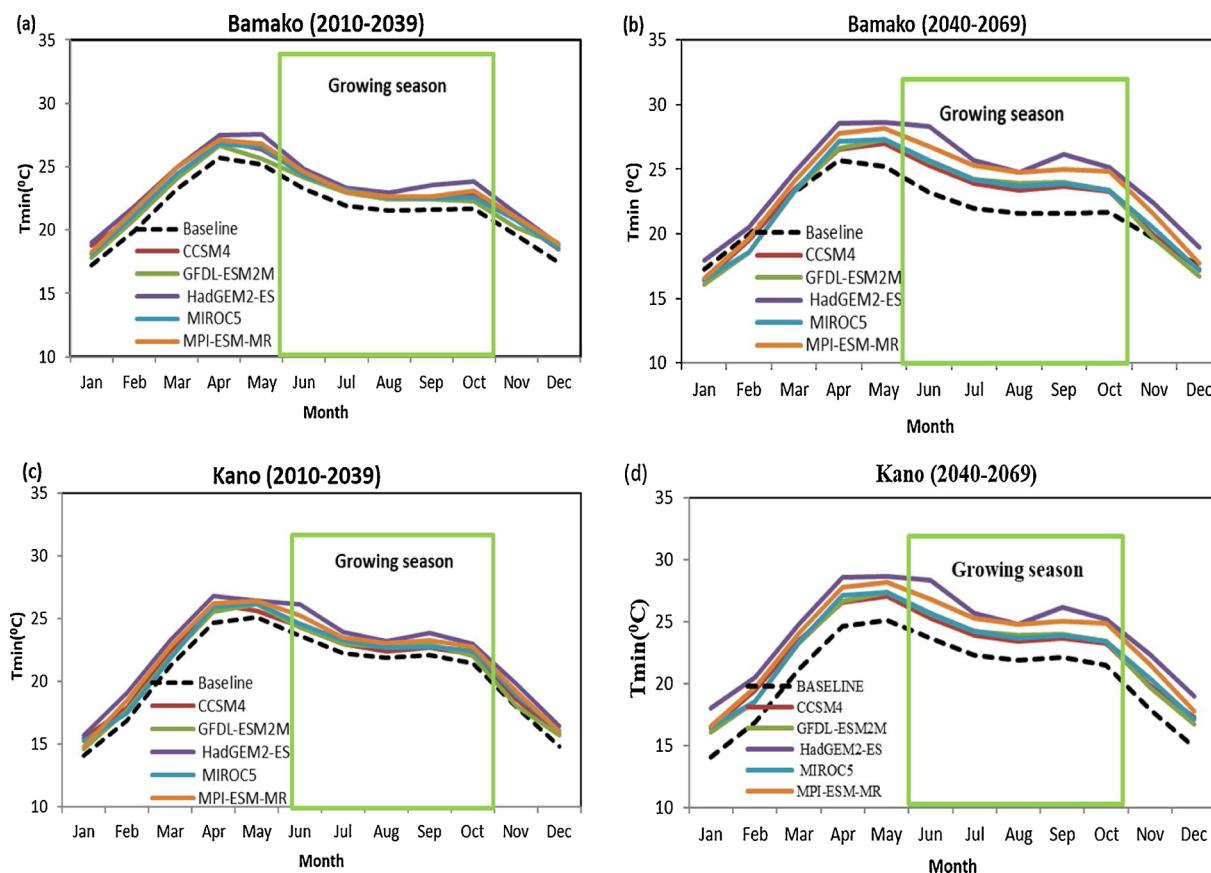 (a)
Bamako (2010-2039)
35
30
25
20
15
10
Tmin(⁰C)
Growing season
Baseline
CCSM4
GFDL-ESM2M
HadGEM2-ES
MIROC5
MPI-ESM-MR
Jan Feb Mar Apr May Jun Jul Aug Sep Oct Nov Dec
Month
(b)
Bamako (2040-2069)
35
30
25
20
15
10
Tmin (⁰C)
Growing season
Baseline
CCSM4
GFDL-ESM2M
HadGEM2-ES
MIROC5
MPI-ESM-MR
Jan Feb Mar Apr May Jun Jul Aug Sep Oct Nov Dec
Month
(c)
Kano (2010-2039)
35
30
25
20
15
10
Tmin(⁰C)
Growing season
Baseline
CCSM4
GFDL-ESM2M
HadGEM2-ES
MIROC5
MPI-ESM-MR
Jan Feb Mar Apr May Jun Jul Aug Sep Oct Nov Dec
Month
(d)
Kano (2040-2069)
35
30
25
20
15
10
Tmin(⁰C)
Growing season
BASELINE
CCSM4
GFDL-ESM2M
HadGEM2-ES
MIROC5
MPI-ESM-MR
Jan Feb Mar Apr May Jun Jul Aug Sep Oct Nov Dec
Month